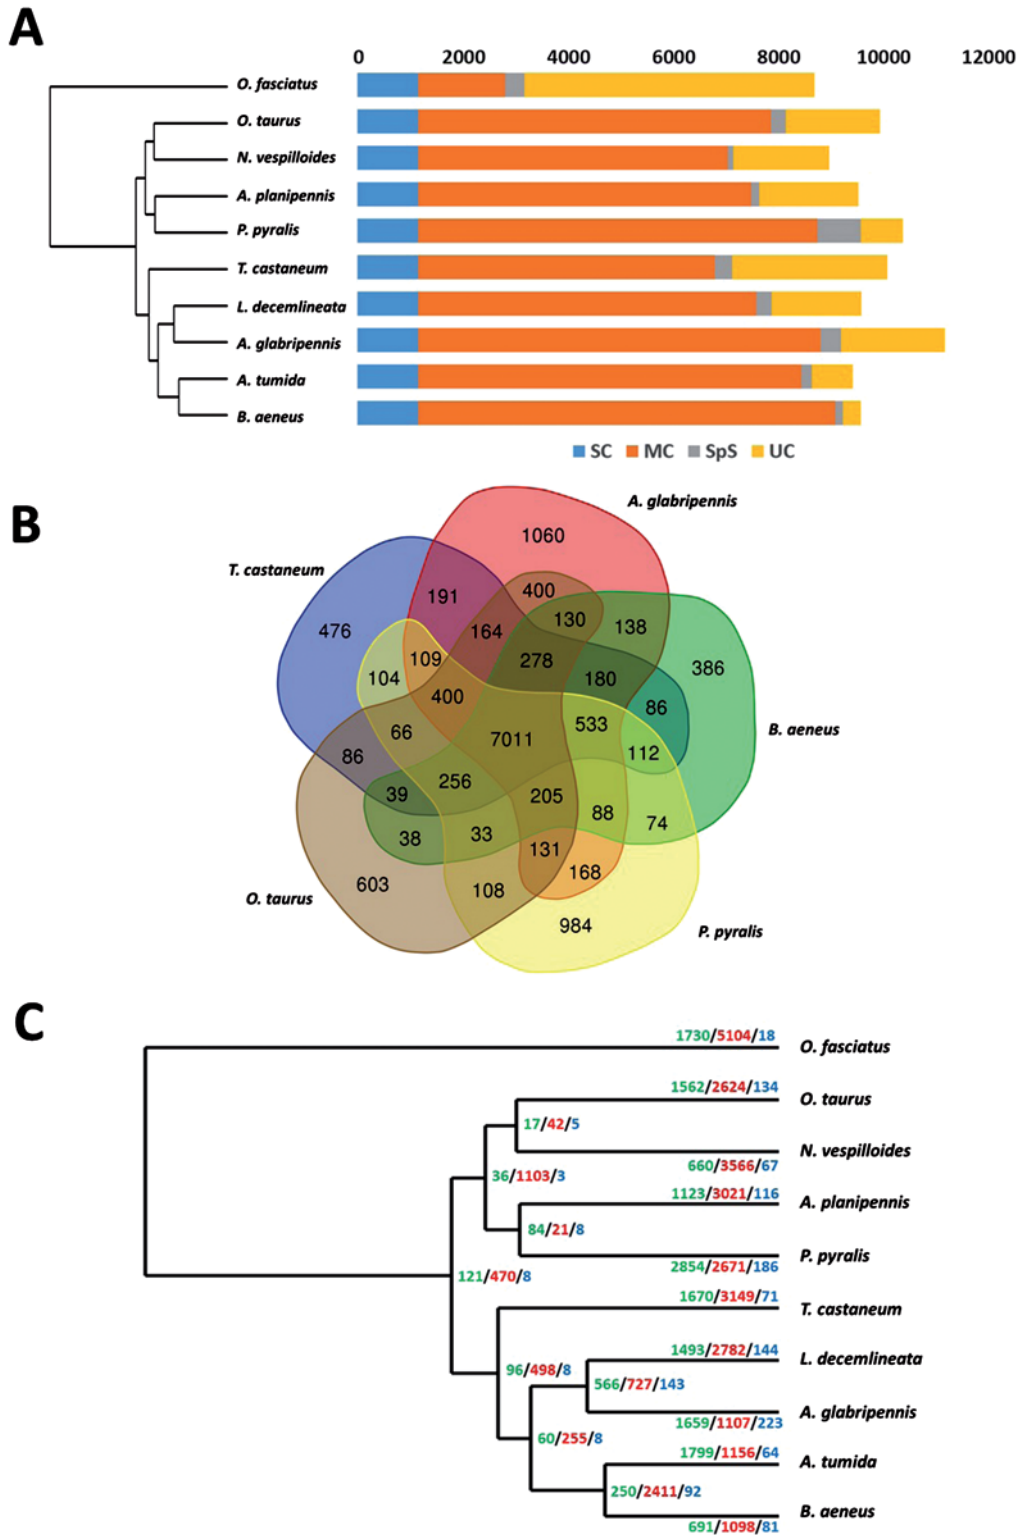 A
0 2000 4000 6000 8000 10000 12000
O. fasciatus
O. taurus
N. vespilloides
A. planipennis
P. pyralis
T. castaneum
L. decemlineata
A. glabripennis
A. tumida
B. aeneus
SC MC SpS UC
B
A. glabripennis
1060
T. castaneum
191
400
476
164
130
138
109
278
386
104
400
180
86
66
533
B. aeneus
86
7011
112
39
256
205
38
33
88
74
131
603
108
168
O. taurus
984
P. pyralis
C
1730/5104/18
O. fasciatus
1562/2624/134
O. taurus
17/42/5
N. vespilloides
660/3566/67
36/1103/3
1123/3021/116
A. planipennis
84/21/8
P. pyralis
2854/2671/186
121/470/8
1670/3149/71
T. castaneum
1493/2782/144
L. decemlineata
96/498/8
566/727/143
A. glabripennis
1659/1107/223
60/255/8
1799/1156/64
A. tumida
250/2411/92
B. aeneus
691/1098/81